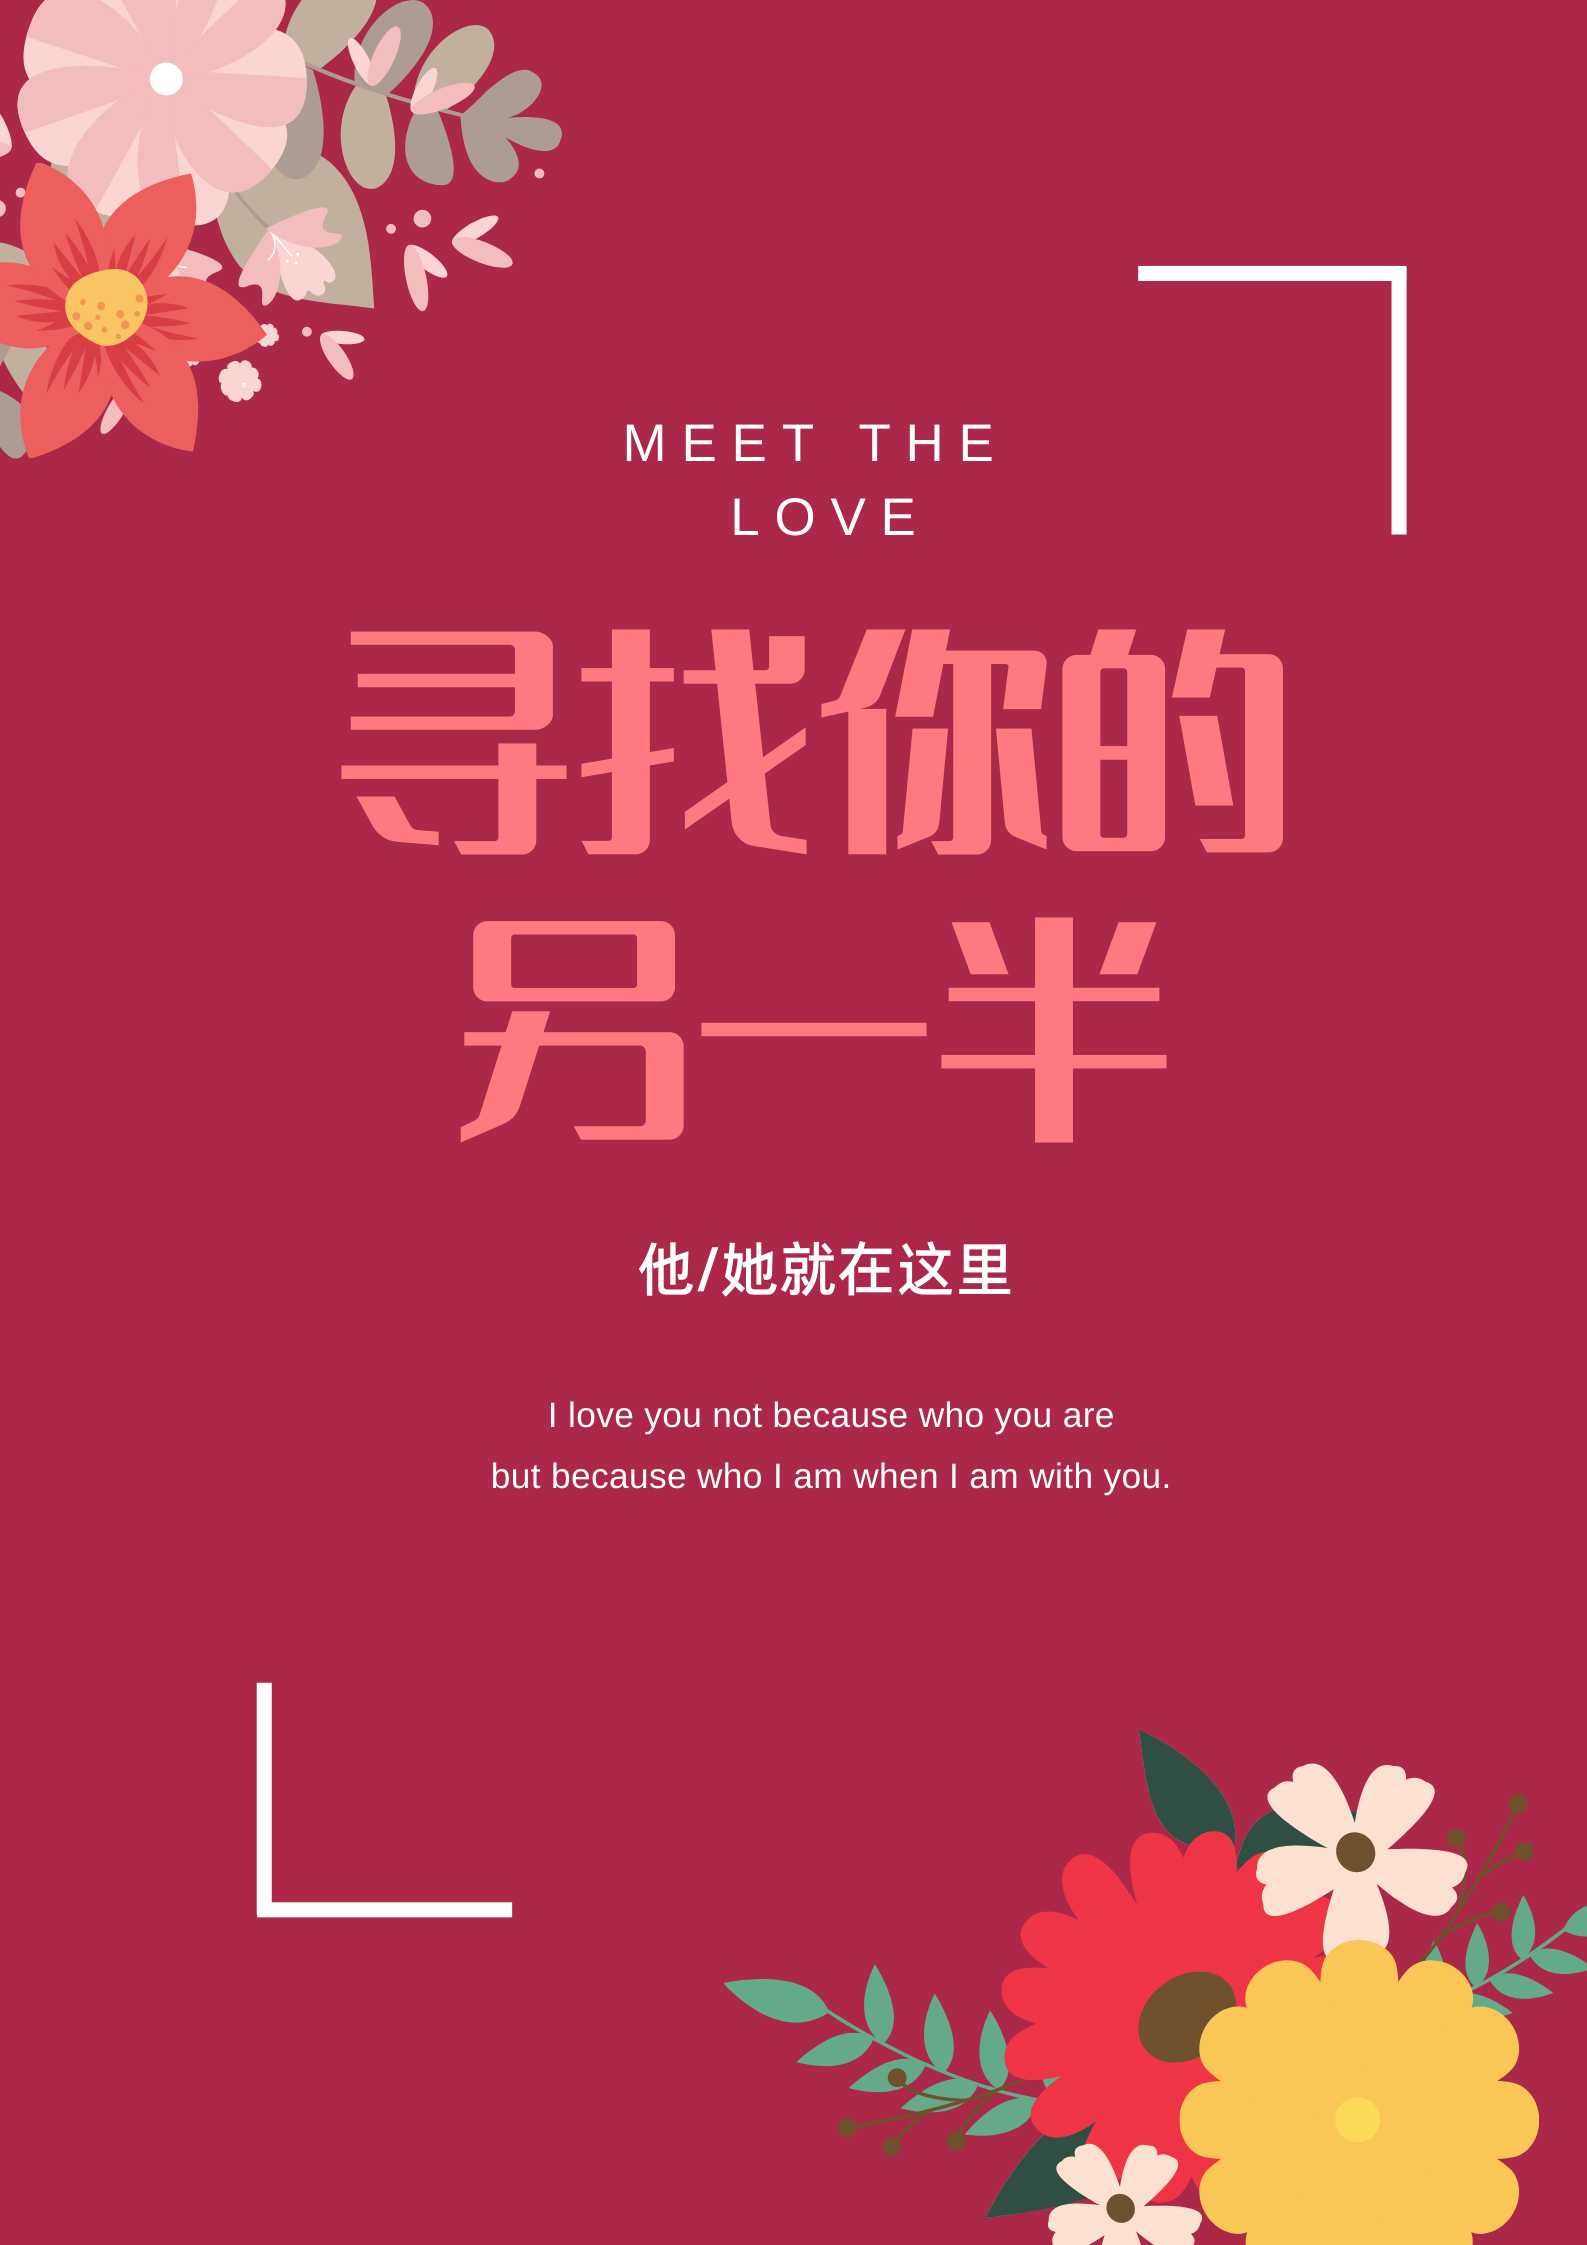 MEET THE
LOVE
寻找你的
另一半
他/她就在这里
I love you not because who you are
but because who I am when I am with you.